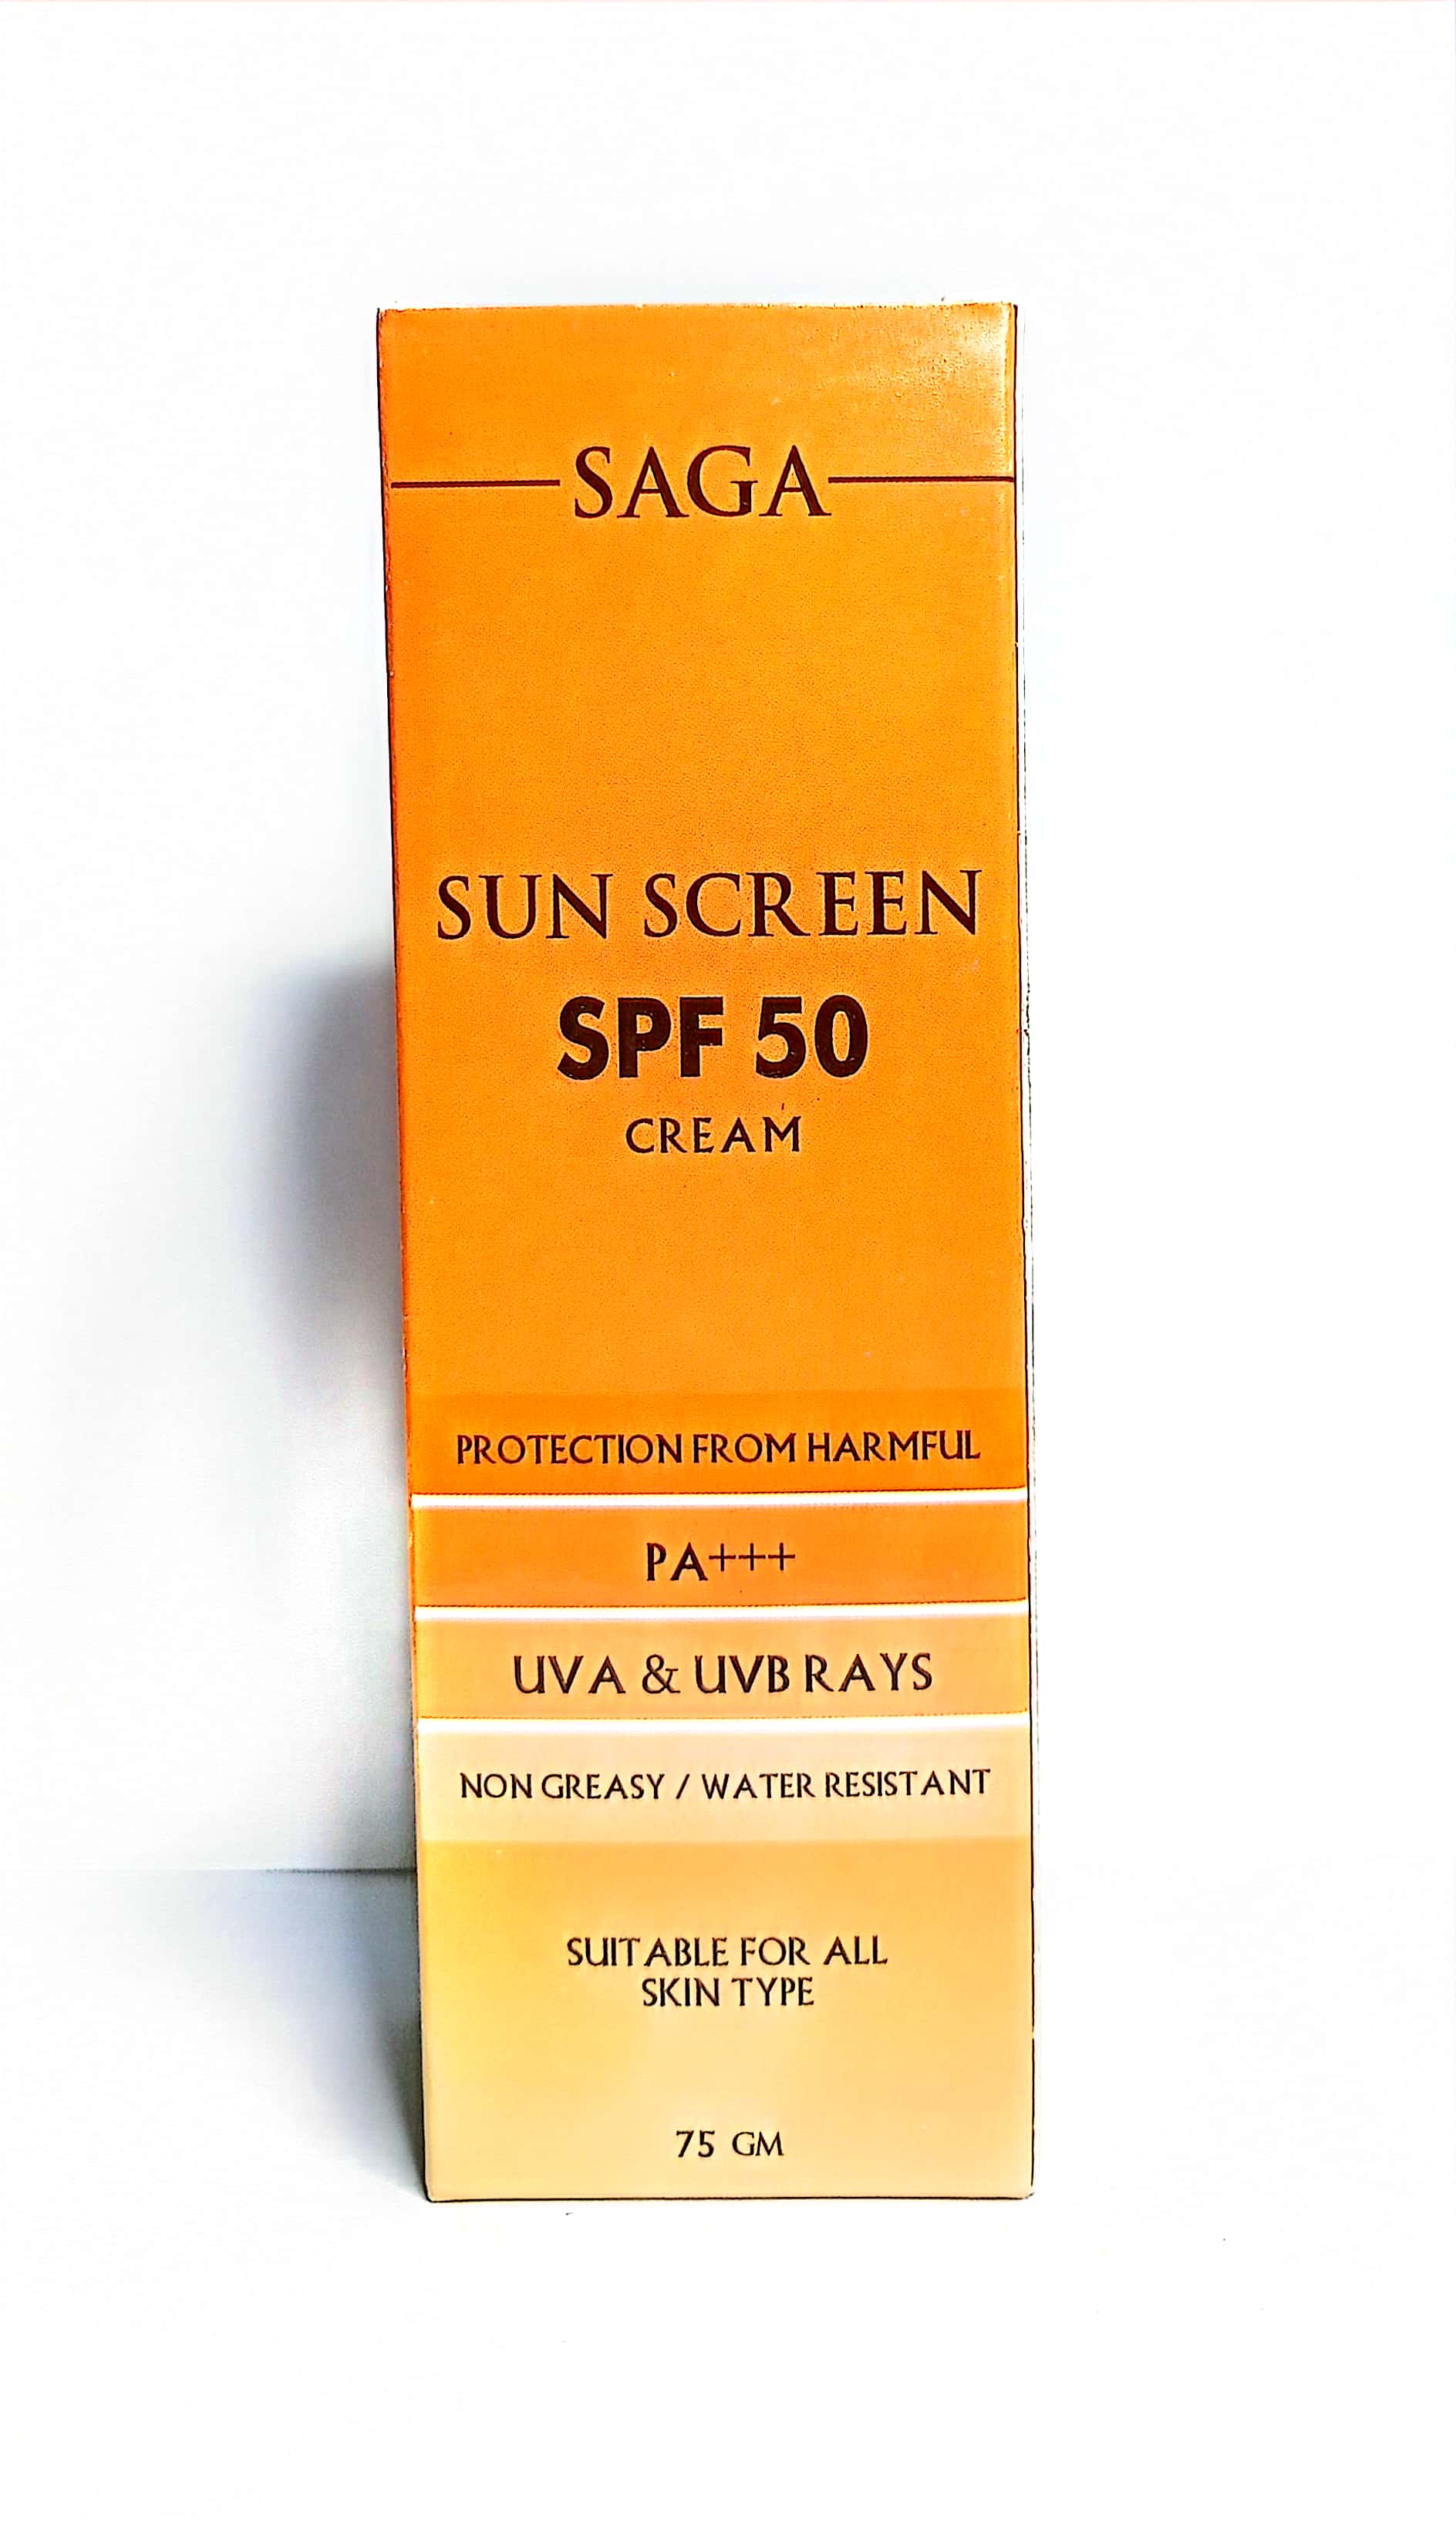 SAGA
SUN SCREEN
SPF 50
CREAM
PROTECTION FROM HARMFUL
PA+++
UVA & UVB RAYS
NON GREASY / WATER RESISTANT
SUITABLE FOR ALL
SKIN TYPE
75 GM